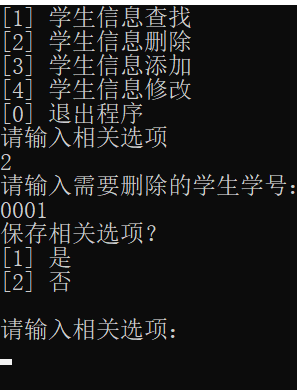 [1] 学生信息查找
[2] 学生信息删除
[3] 学生信息添加
[4] 学生信息修改
[0] 退出程序
请输入相关选项
2
请输入需要删除的学生学号：
0001
保存相关选项？
[1] 是
[2] 否
请输入相关选项：